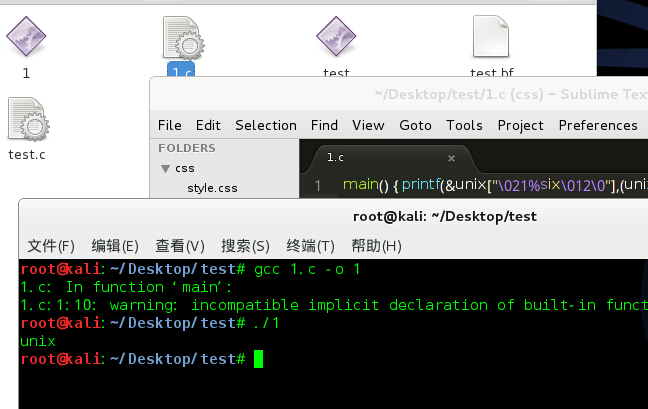 1
1.c
test
test.bf
test.c
~/Desktop/test/1.c (css) – Sublime Tex
File Edit Selection Find View Goto Tools Project Preferences
FOLDERS
css
style.css
1.c ×
1 main() { printf(&unix["\021%six\012\0"],(uni
root@kali: ~/Desktop/test
文件(F) 编辑(E) 查看(V) 搜索(S) 终端(T) 帮助(H)
root@kali:~/Desktop/test# gcc 1.c -o 1
1.c: In function ‘main’:
1.c:1:10: warning: incompatible implicit declaration of built-in funct
root@kali:~/Desktop/test# ./1
unix
root@kali:~/Desktop/test#